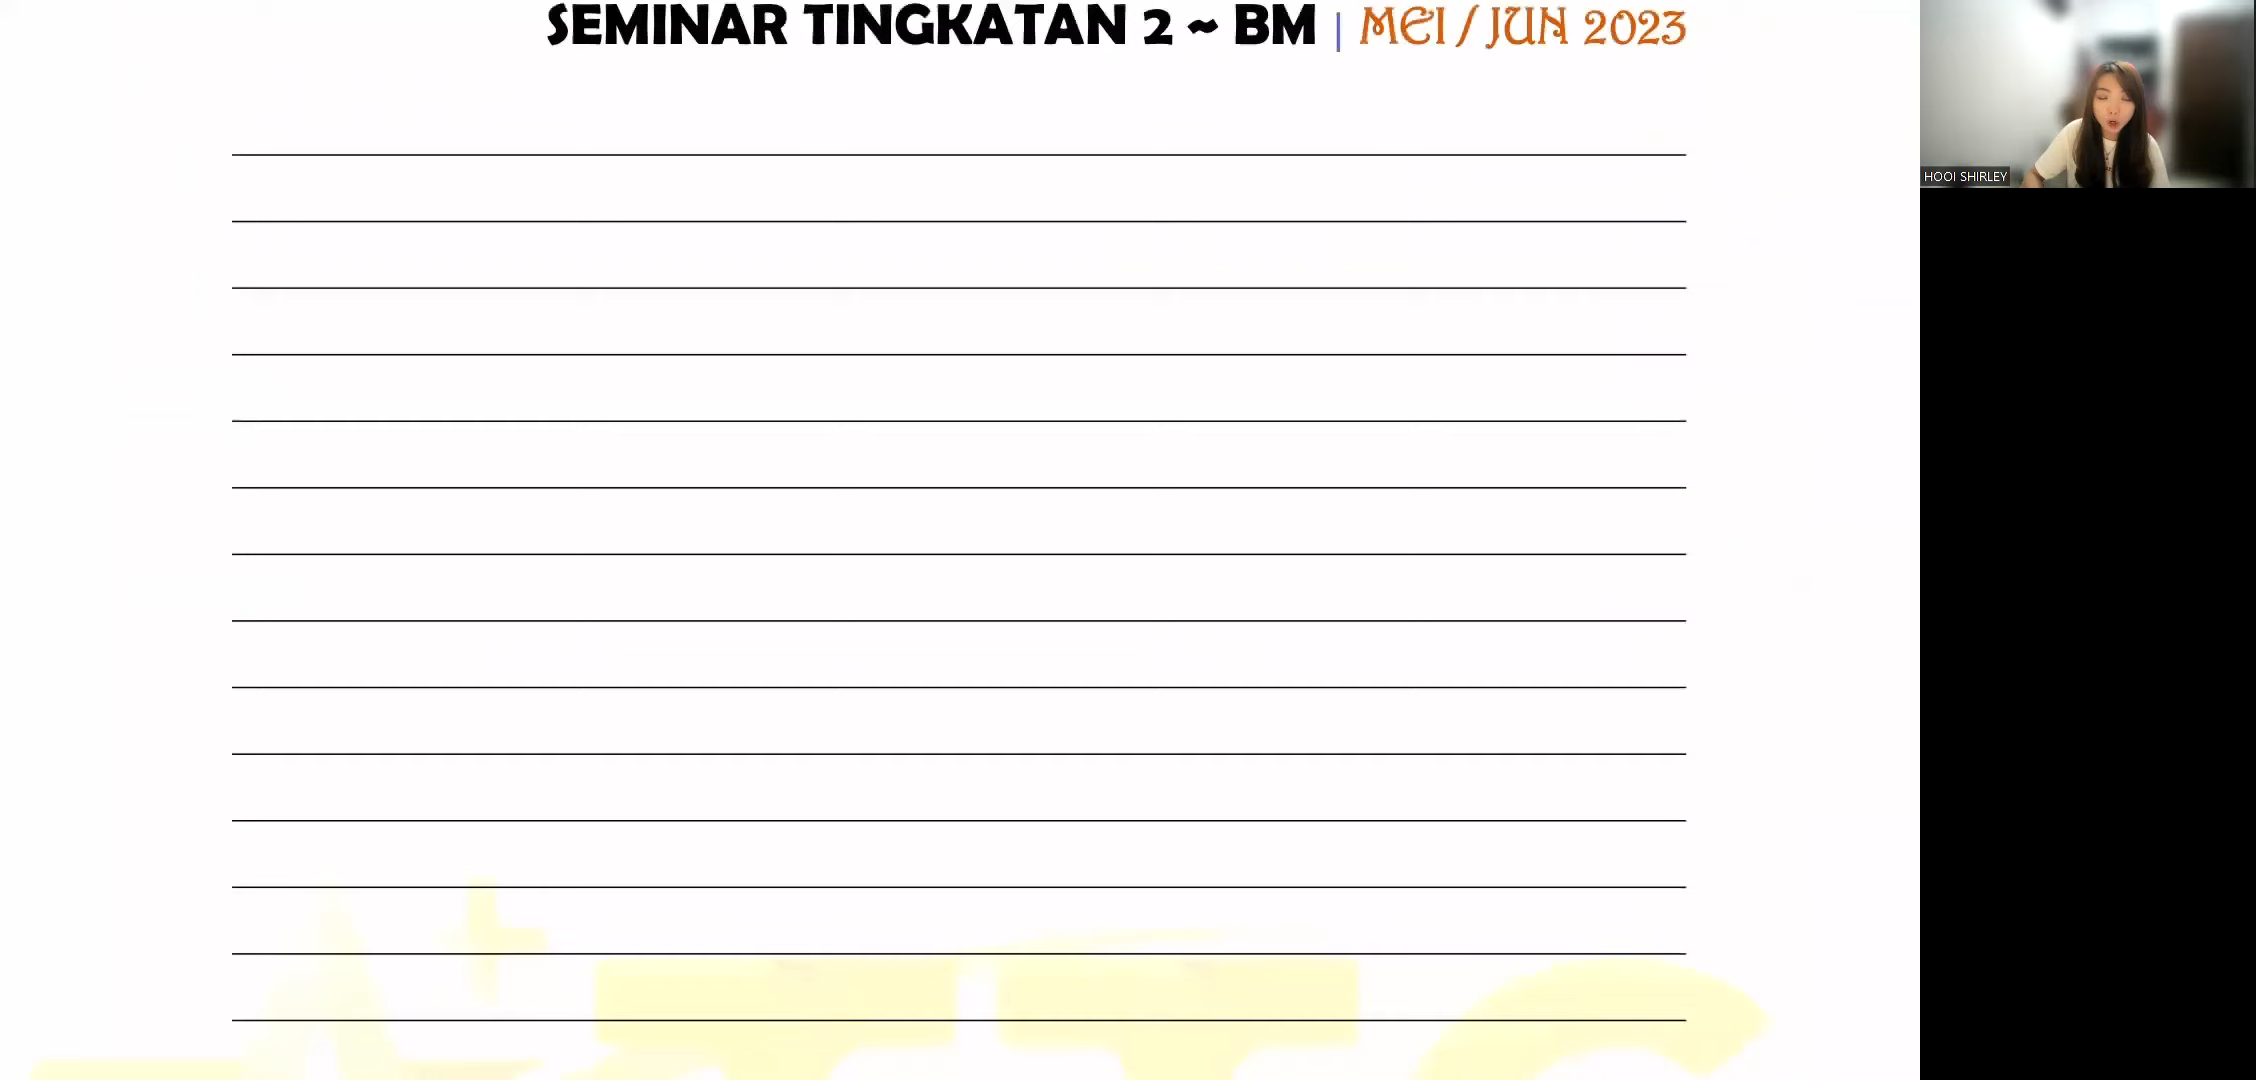 SEMINAR TINGKATAN 2 ~ BM | MEI / JUN 2023
HOOI SHIRLEY